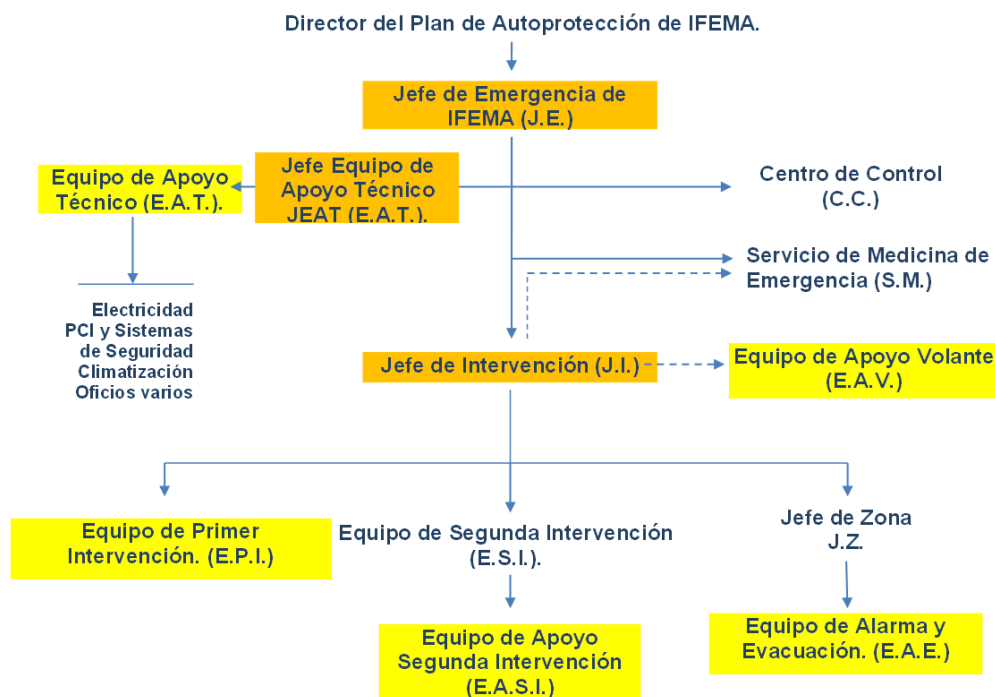 Director del Plan de Autoprotección de IFEMA.
Jefe de Emergencia de
IFEMA (J.E.)
Equipo de Apoyo
Técnico (E.A.T.).
Jefe Equipo de
Apoyo Técnico
JEAT (E.A.T.).
Centro de Control
(C.C.)
Servicio de Medicina de
Emergencia (S.M.)
Electricidad
PCI y Sistemas
de Seguridad
Climatización
Oficios varios
Jefe de Intervención (J.I.)
Equipo de Apoyo Volante
(E.A.V.)
Equipo de Primer
Intervención. (E.P.I.)
Equipo de Segunda Intervención
(E.S.I.).
Jefe de Zona
J.Z.
Equipo de Apoyo
Segunda Intervención
(E.A.S.I.)
Equipo de Alarma y
Evacuación. (E.A.E.)